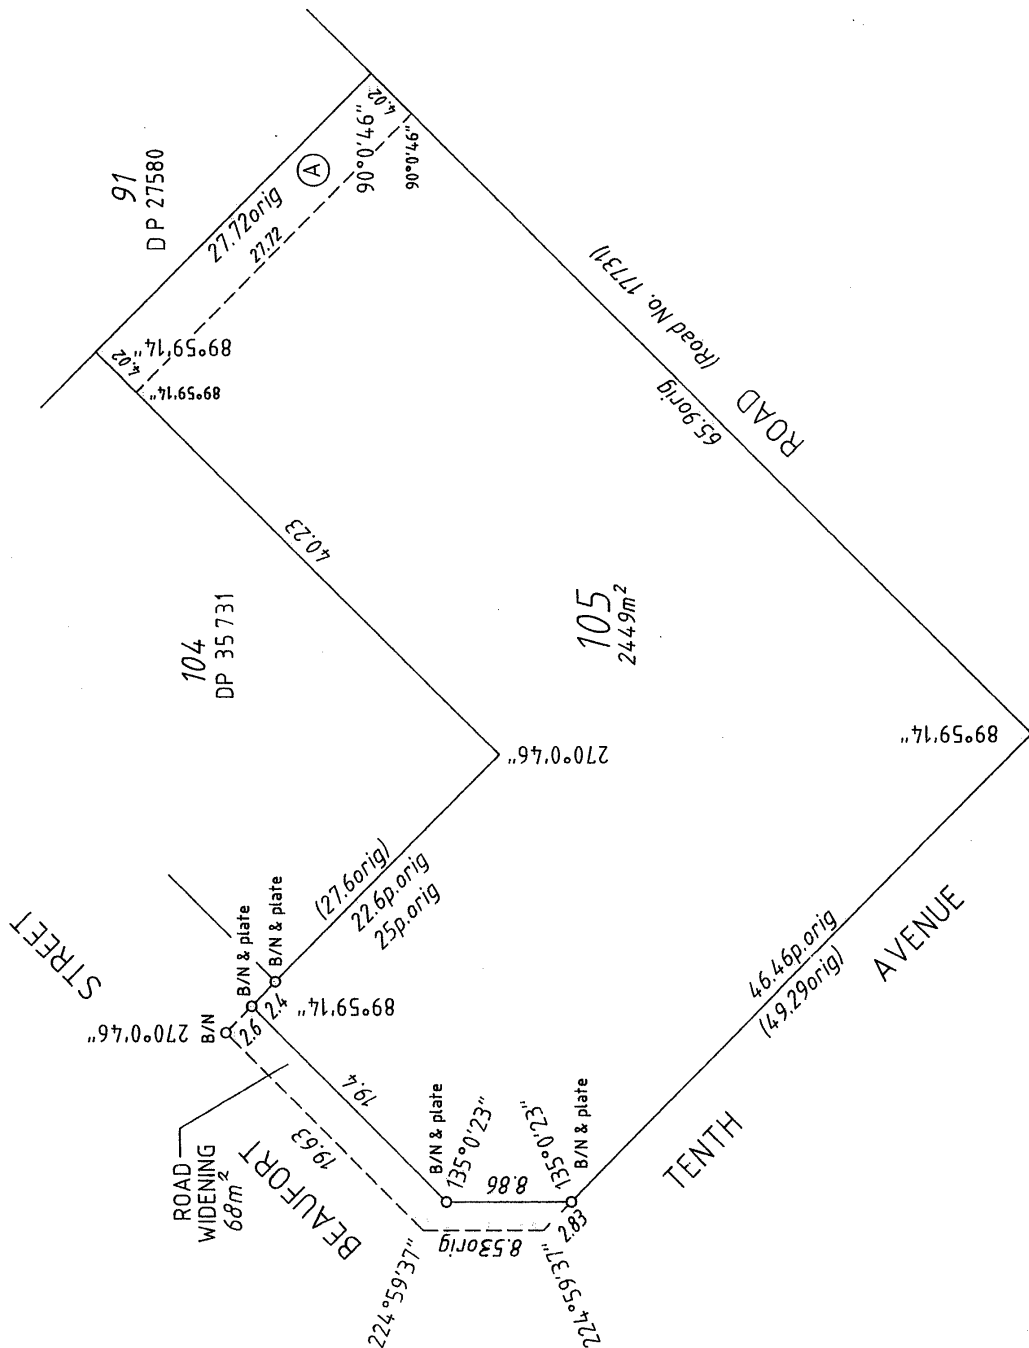 91
DP 27580
27.72orig
A
27.72
4.02
90°0'46"
90°0'46"
4.02
89°59'14"
89°59'14"
(Road No. 17731)
65.9orig
ROAD
40.23
104
DP 35731
105
2449m²
270°0'46"
89°59'14"
STREET
(27.6orig)
22.6p.orig
25p.orig
B/N & plate
B/N & plate
B/N
270°0'46"
2.6
2.4
89°59'14"
19.4
19.63
ROAD
WIDENING
68m²
BEAUFORT
B/N & plate
135°0'23"
135°0'23"
B/N & plate
8.86
8.53orig
2.83
224°59'37"
224°59'37"
46.46p.orig
(49.29orig)
TENTH
AVENUE